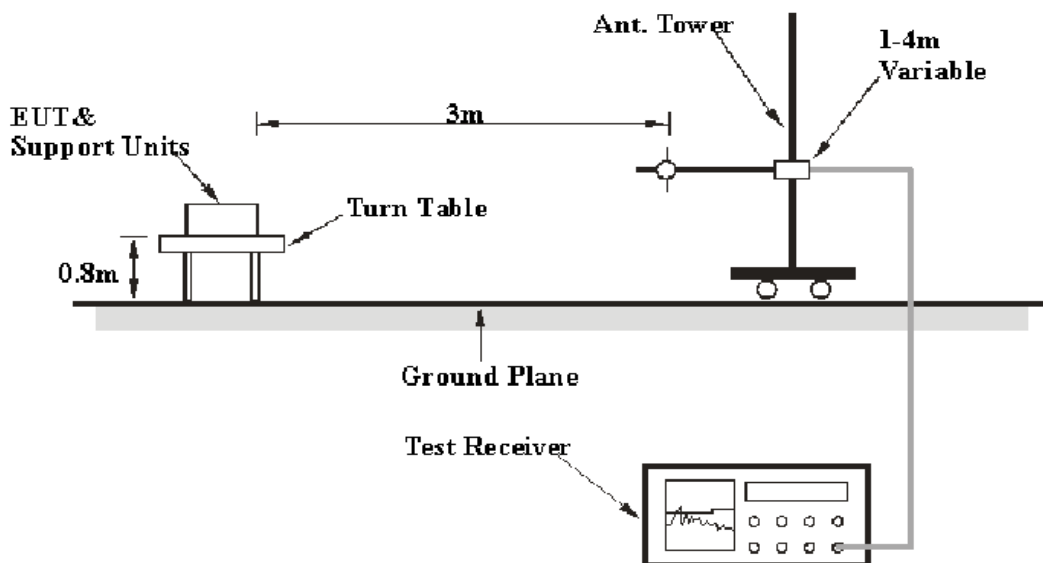 Ant. Tower
1-4m
Variable
3m
EUT&
Support Units
Turn Table
0.8m
Ground Plane
Test Receiver